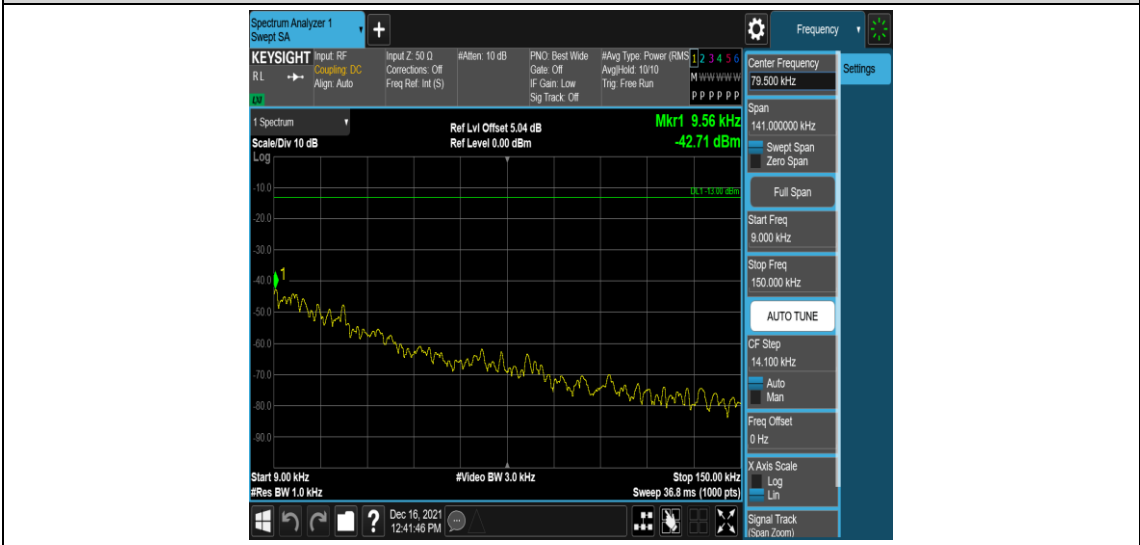 Spectrum Analyzer 1
Swept SA
+
Frequency
KEYSIGHT
RL
LXI
Input: RF
Coupling: DC
Align: Auto
Input Z: 50 Ω
Corrections: Off
Freq Ref: Int (S)
#Atten: 10 dB
PNO: Best Wide
Gate: Off
IF Gain: Low
Sig Track: Off
#Avg Type: Power (RMS
Avg|Hold: 10/10
Trig: Free Run
1 2 3 4 5 6
M W W W W W
P P P P P P
1 Spectrum
Scale/Div 10 dB
Log
Ref Lvl Offset 5.04 dB
Ref Level 0.00 dBm
Mkr1 9.56 kHz
-42.71 dBm
DL1 -13.00 dBm
-10.0
-20.0
-30.0
-40.0
1
-50.0
-60.0
-70.0
-80.0
-90.0
Start 9.00 kHz
#Res BW 1.0 kHz
#Video BW 3.0 kHz
Stop 150.00 kHz
Sweep 36.8 ms (1000 pts)
?
Dec 16, 2021
12:41:46 PM
Center Frequency
79.500 kHz
Settings
Span
141.000000 kHz
Swept Span
Zero Span
Full Span
Start Freq
9.000 kHz
Stop Freq
150.000 kHz
AUTO TUNE
CF Step
14.100 kHz
Auto
Man
Freq Offset
0 Hz
X Axis Scale
Log
Lin
Signal Track
(Span Zoom)